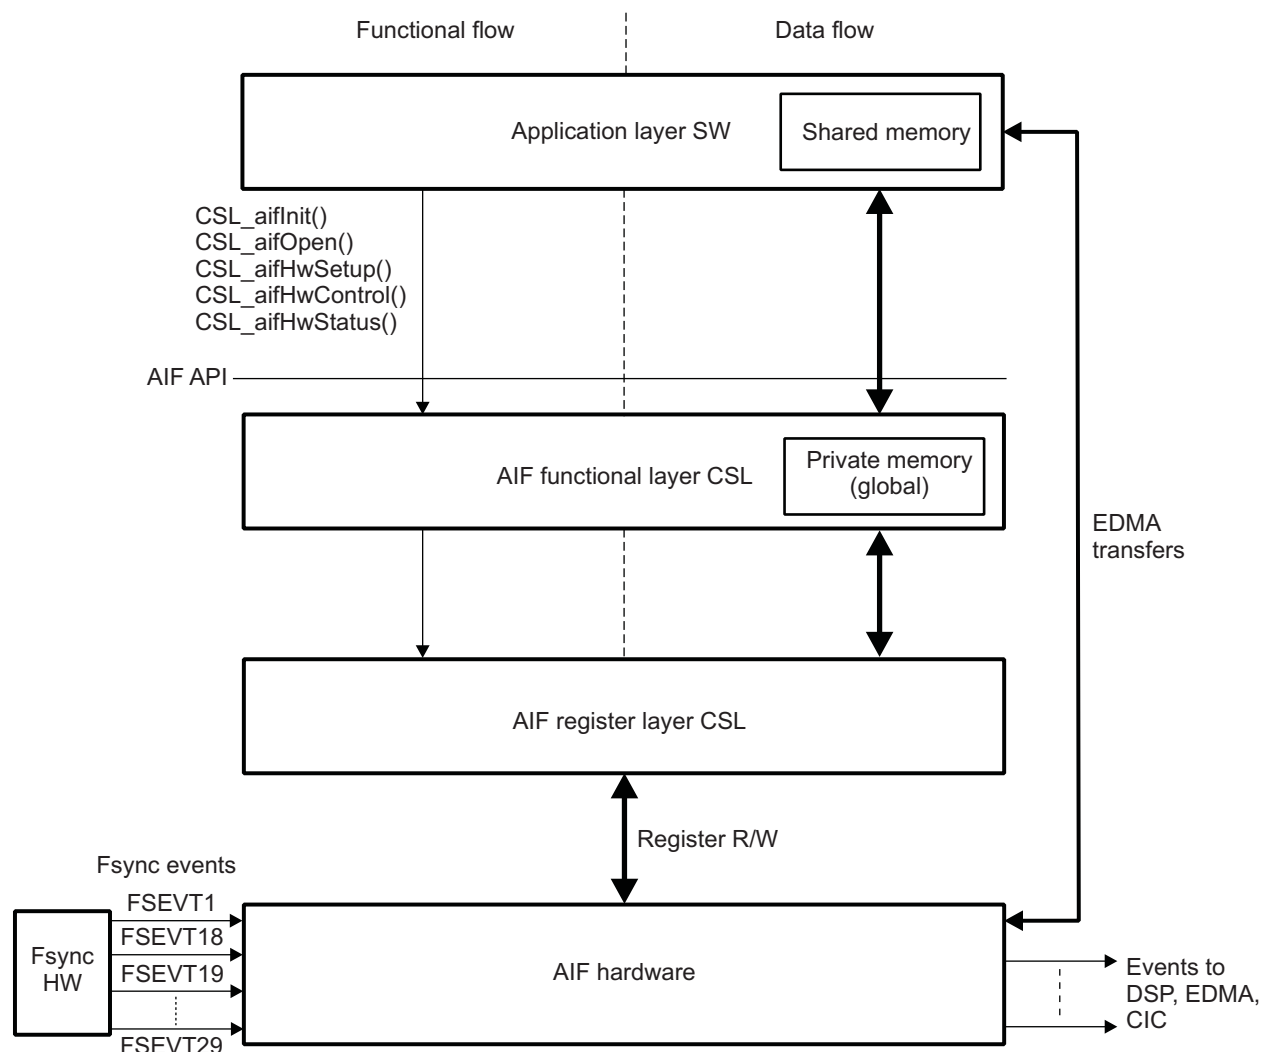 Functional flow
Data flow
Application layer SW
Shared memory
CSL_aifInit()
CSL_aifOpen()
CSL_aifHwSetup()
CSL_aifHwControl()
CSL_aifHwStatus()
AIF API
AIF functional layer CSL
Private memory
(global)
EDMA
transfers
AIF register layer CSL
Register R/W
Fsync events
FSEVT1
FSEVT18
FSEVT19
FSEVT29
Fsync
HW
AIF hardware
Events to
DSP, EDMA,
CIC